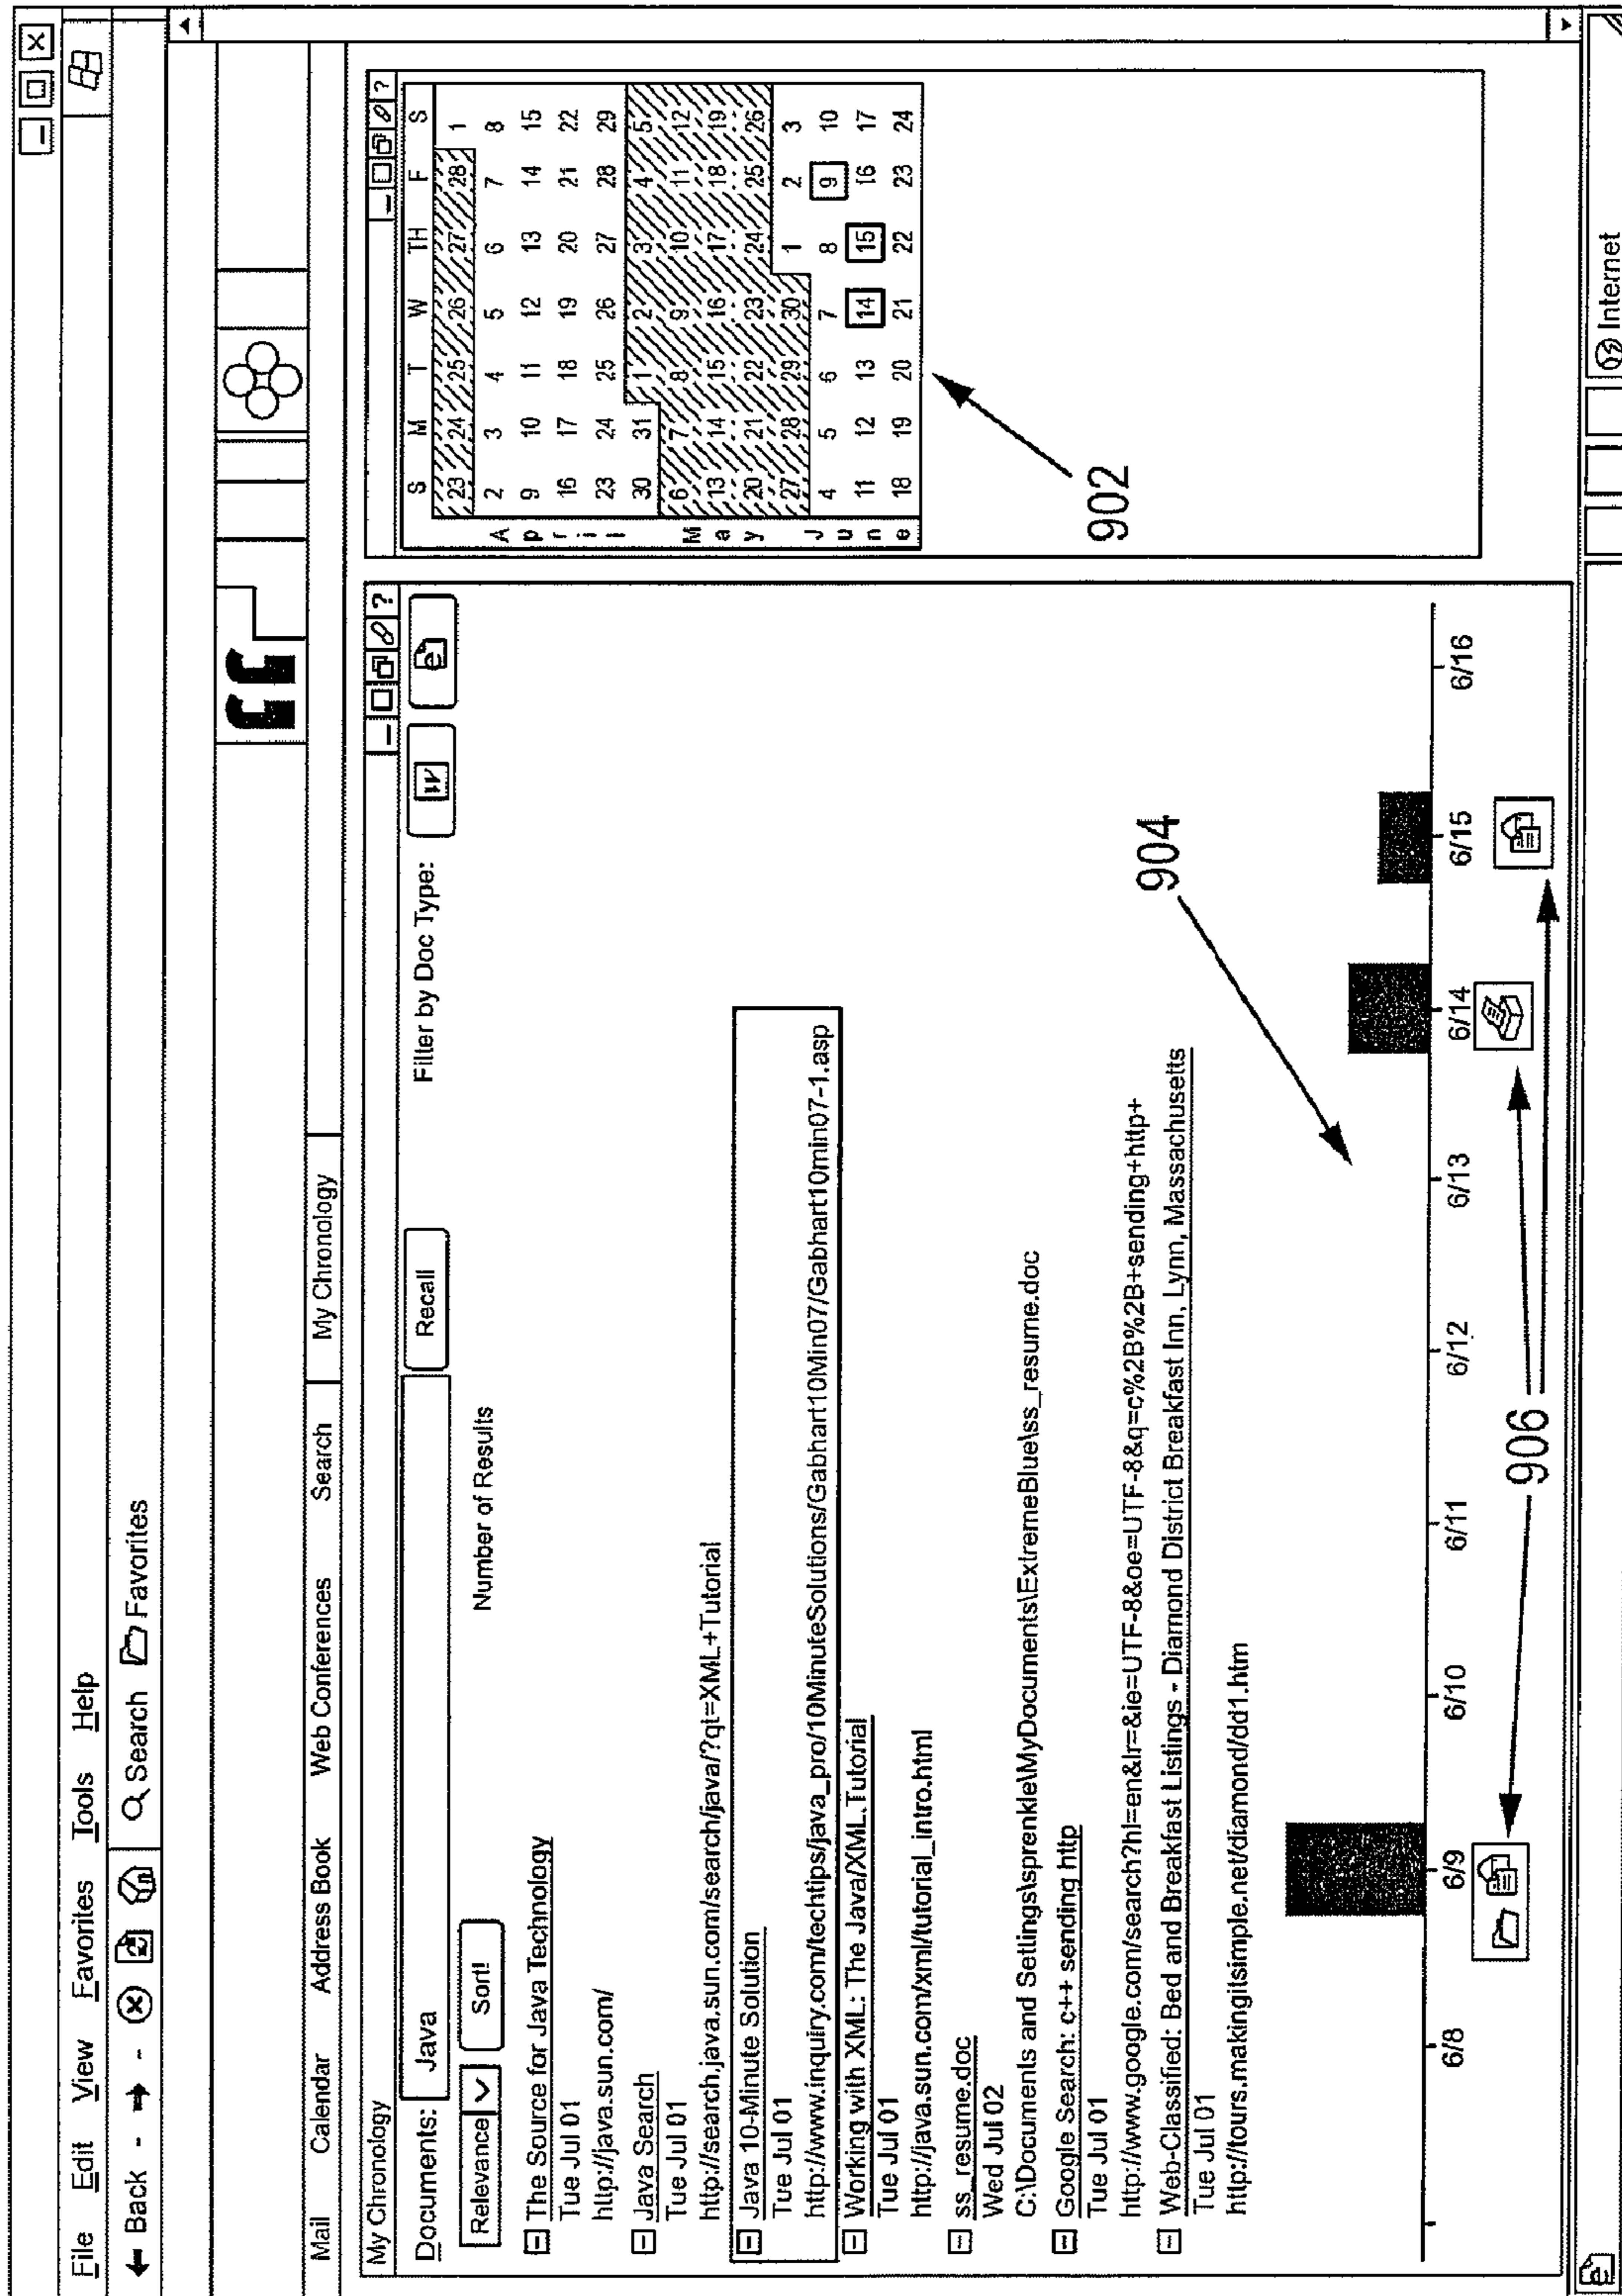 File Edit View Favorites Tools Help
Back Search Favorites
Mail Calendar Address Book Web Conferences Search My Chronology
My Chronology
Documents: Java Recall Filter by Doc Type: W e
Relevance Sort! Number of Results
The Source for Java Technology
Tue Jul 01
http://java.sun.com/
Java Search
Tue Jul 01
http://search.java.sun.com/search/java/?qt=XML+Tutorial
Java 10-Minute Solution
Tue Jul 01
http://www.inquiry.com/techtips/java_pro/10MinuteSolutions/Gabhart10Min07/Gabhart10min07-1.asp
Working with XML: The Java/XML.Tutorial
Tue Jul 01
http://java.sun.com/xml/tutorial_intro.html
ss_resume.doc
Wed Jul 02
C:\Documents and Settings\sprenkle\MyDocuments\ExtremeBlue\ss_resume.doc
Google Search: c++ sending http
Tue Jul 01
http://www.google.com/search?hl=en&lr=&ie=UTF-8&oe=UTF-8&q=c%2B%2B+sending+http+
Web-Classified: Bed and Breakfast Listings - Diamond District Breakfast Inn, Lynn, Massachusetts
Tue Jul 01
http://tours.makingitsimple.net/diamond/dd1.htm
904
6/8 6/9 6/10 6/11 6/12 6/13 6/14 6/15 6/16
906
?
S M T W TH F S
23 24 25 26 27 28 1
2 3 4 5 6 7 8
9 10 11 12 13 14 15
16 17 18 19 20 21 22
23 24 25 26 27 28 29
30 31 1 2 3 4 5
6 7 8 9 10 11 12
13 14 15 16 17 18 19
20 21 22 23 24 25 26
27 28 29 30 1 2 3
4 5 6 7 8 9 10
11 12 13 14 15 16 17
18 19 20 21 22 23 24
April
May
June
902
Internet